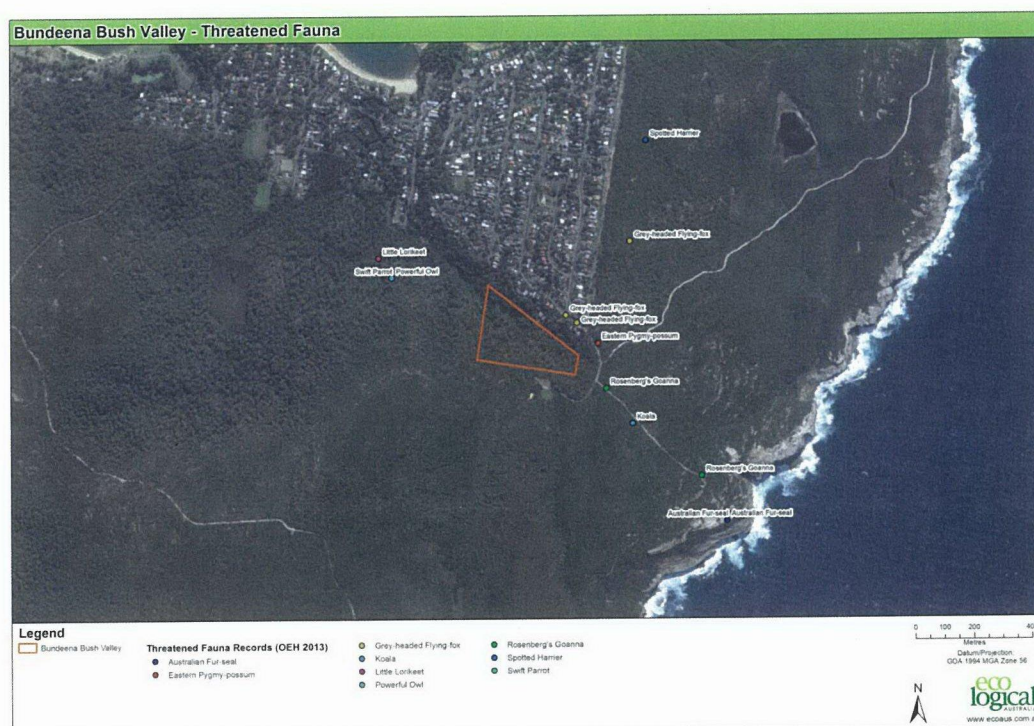 Bundeena Bush Valley - Threatened Fauna
Spotted Harrier
Grey-headed Flying-fox
Little Lorikeet
Swift Parrot Powerful Owl
Grey-headed Flying-fox
Grey-headed Flying-fox
Eastern Pygmy-possum
Rosenberg's Goanna
Koala
Rosenberg's Goanna
Australian Fur-seal Australian Fur-seal
Legend
Bundeena Bush Valley
Threatened Fauna Records (OEH 2013)
Australian Fur-seal
Eastern Pygmy-possum
Grey-headed Flying-fox
Koala
Little Lorikeet
Powerful Owl
Rosenberg's Goanna
Spotted Harrier
Swift Parrot
0 100 200
Metres
Datum/Projection:
GDA 1994 MGA Zone 56
N
eco
logical
AUSTRALIA